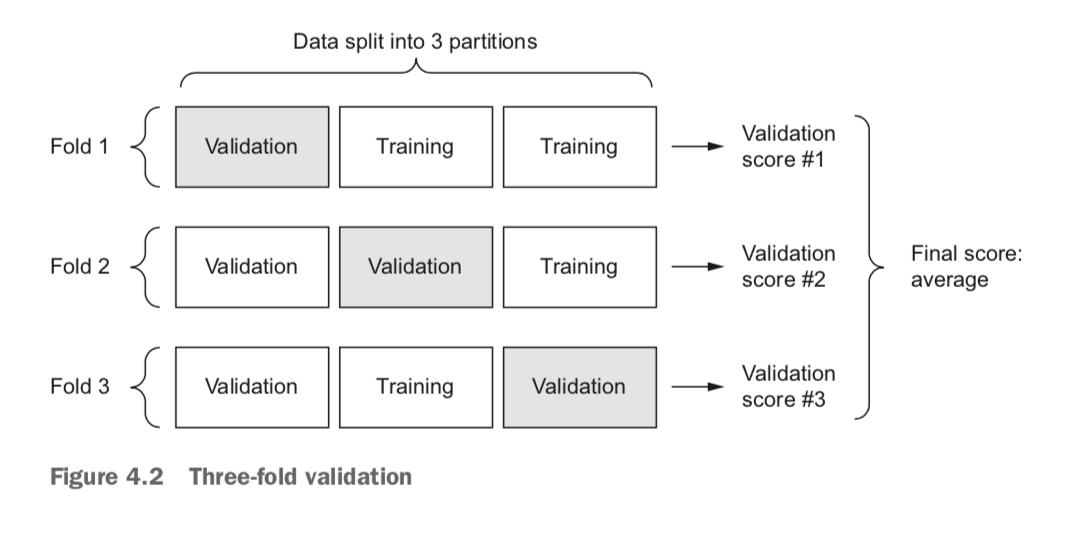 Data split into 3 partitions
Fold 1 Validation Training Training Validation
score #1
Fold 2 Validation Validation Training Validation
score #2
Final score:
average
Fold 3 Validation Training Validation Validation
score #3
Figure 4.2 Three-fold validation